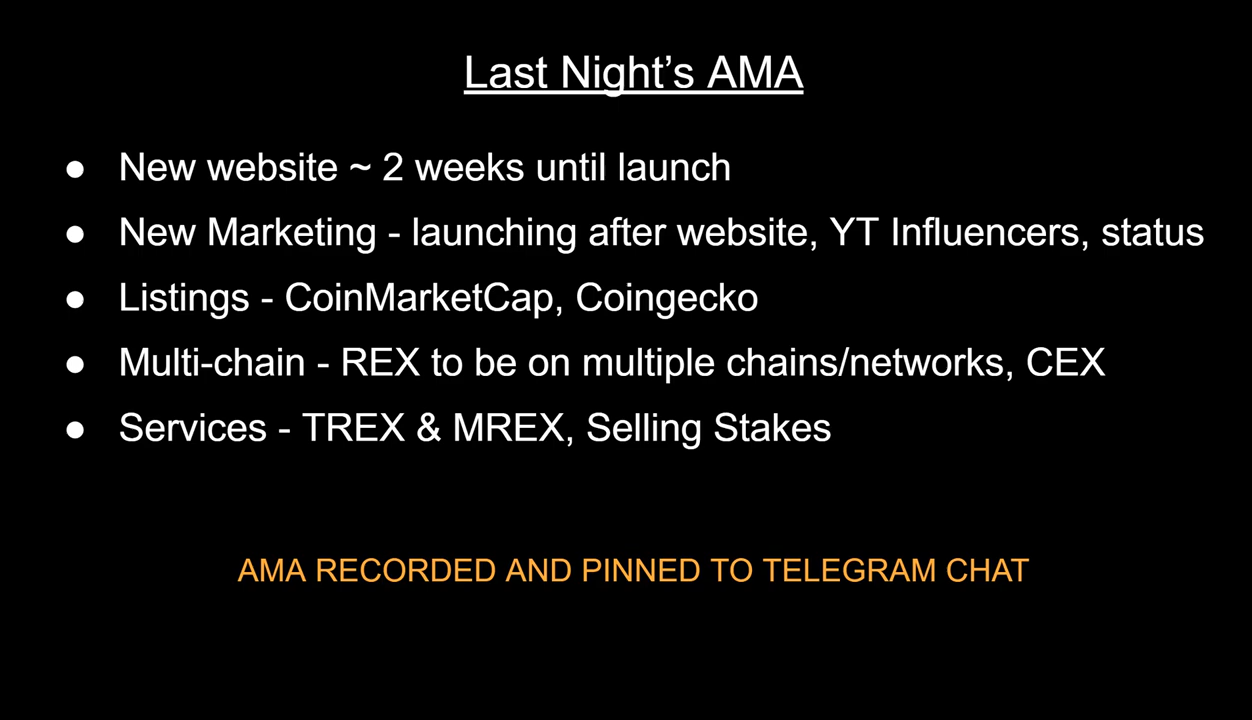 Last Night's AMA
● New website ~ 2 weeks until launch
● New Marketing - launching after website, YT Influencers, status
● Listings - CoinMarketCap, Coingecko
● Multi-chain - REX to be on multiple chains/networks, CEX
● Services - TREX & MREX, Selling Stakes
AMA RECORDED AND PINNED TO TELEGRAM CHAT